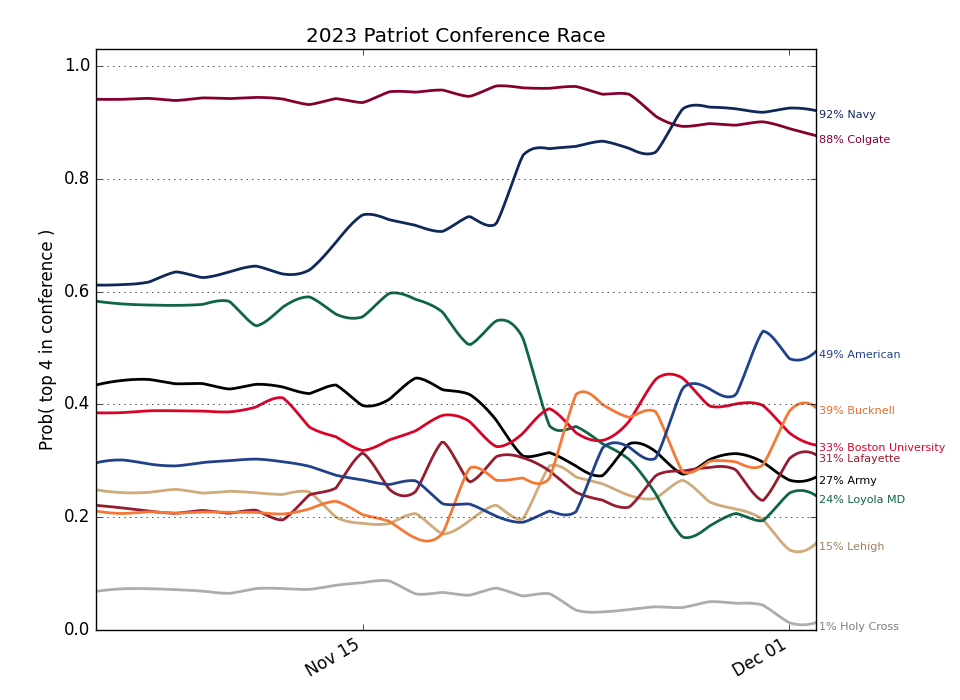 2023 Patriot Conference Race
Prob( top 4 in conference )
1.0
0.8
0.6
0.4
0.2
0.0
Nov 15
Dec 01
92% Navy
88% Colgate
49% American
39% Bucknell
33% Boston University
31% Lafayette
27% Army
24% Loyola MD
15% Lehigh
1% Holy Cross